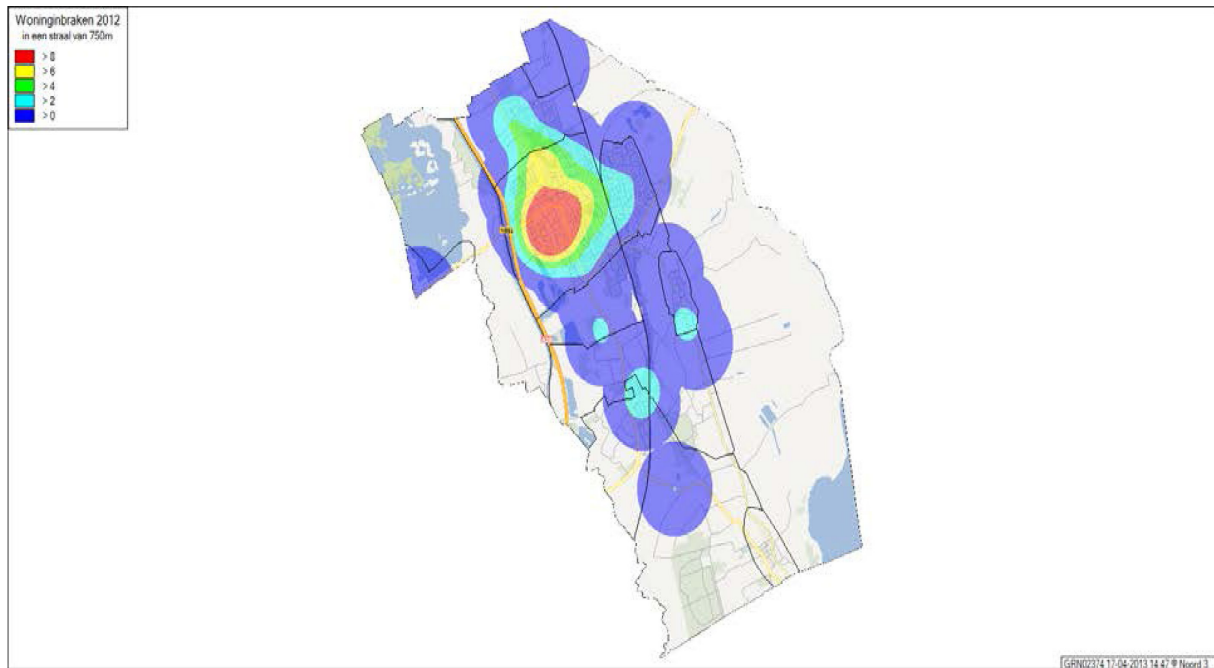 Woninginbraken 2012
in een straal van 750m
> 8
> 6
> 4
> 2
> 0
GRN02374 17-04-2013 14:47 © Noord 3